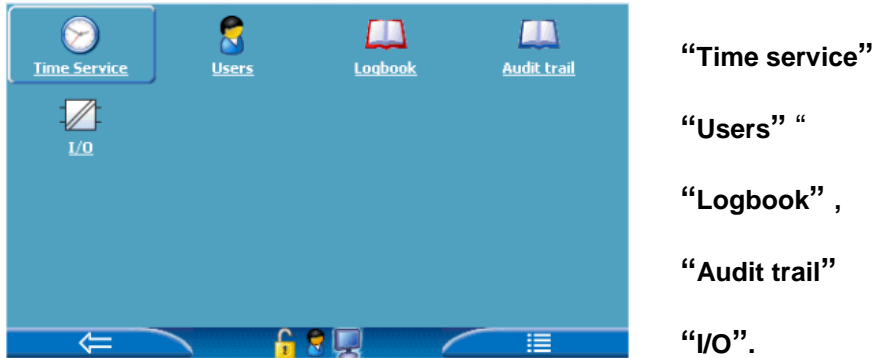 Time Service Users Logbook Audit trail
I/O
“Time service”
“Users” “
“Logbook” ,
“Audit trail”
“I/O”.